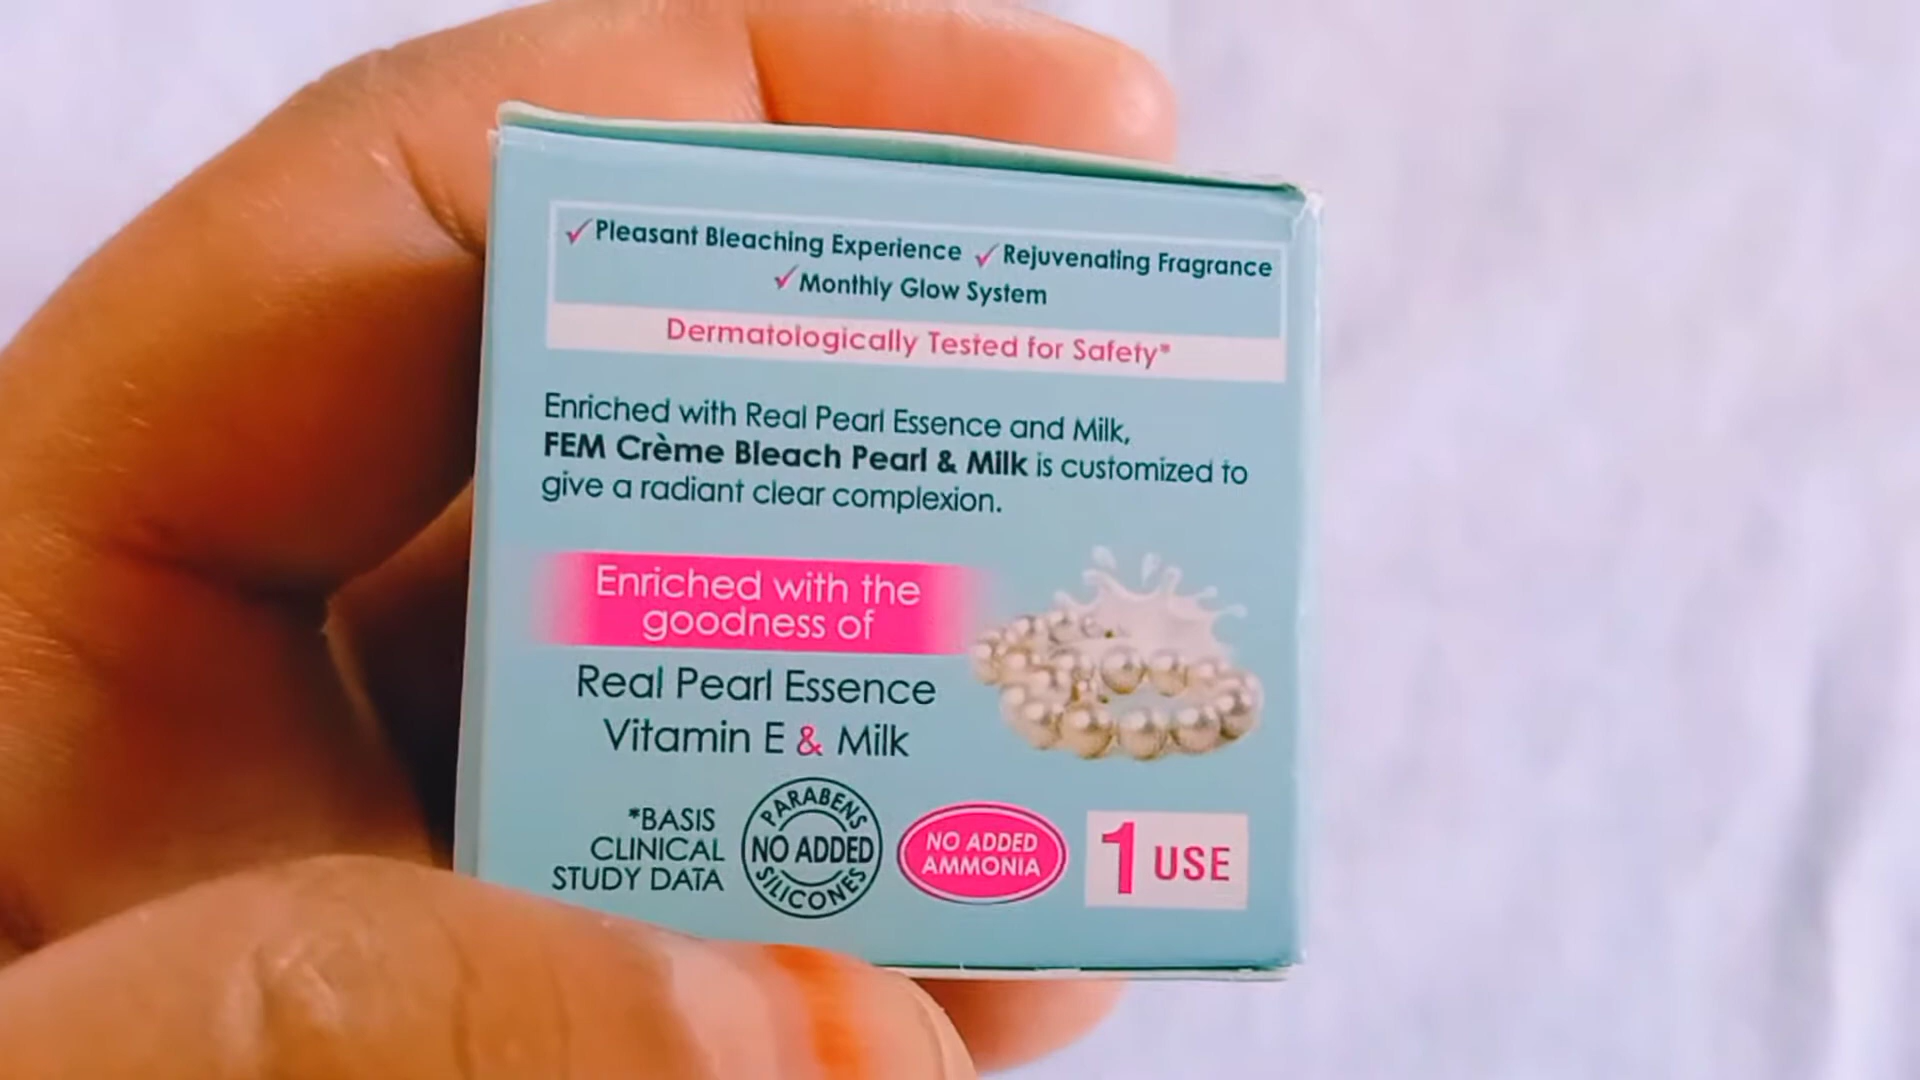 ✓Pleasant Bleaching Experience ✓Rejuvenating Fragrance
✓Monthly Glow System
Dermatologically Tested for Safety*
Enriched with Real Pearl Essence and Milk,
FEM Crème Bleach Pearl & Milk is customized to
give a radiant clear complexion.
Enriched with the
goodness of
Real Pearl Essence
Vitamin E & Milk
*BASIS
CLINICAL
STUDY DATA
PARABENS
NO ADDED
SILICONES
NO ADDED
AMMONIA
1 USE